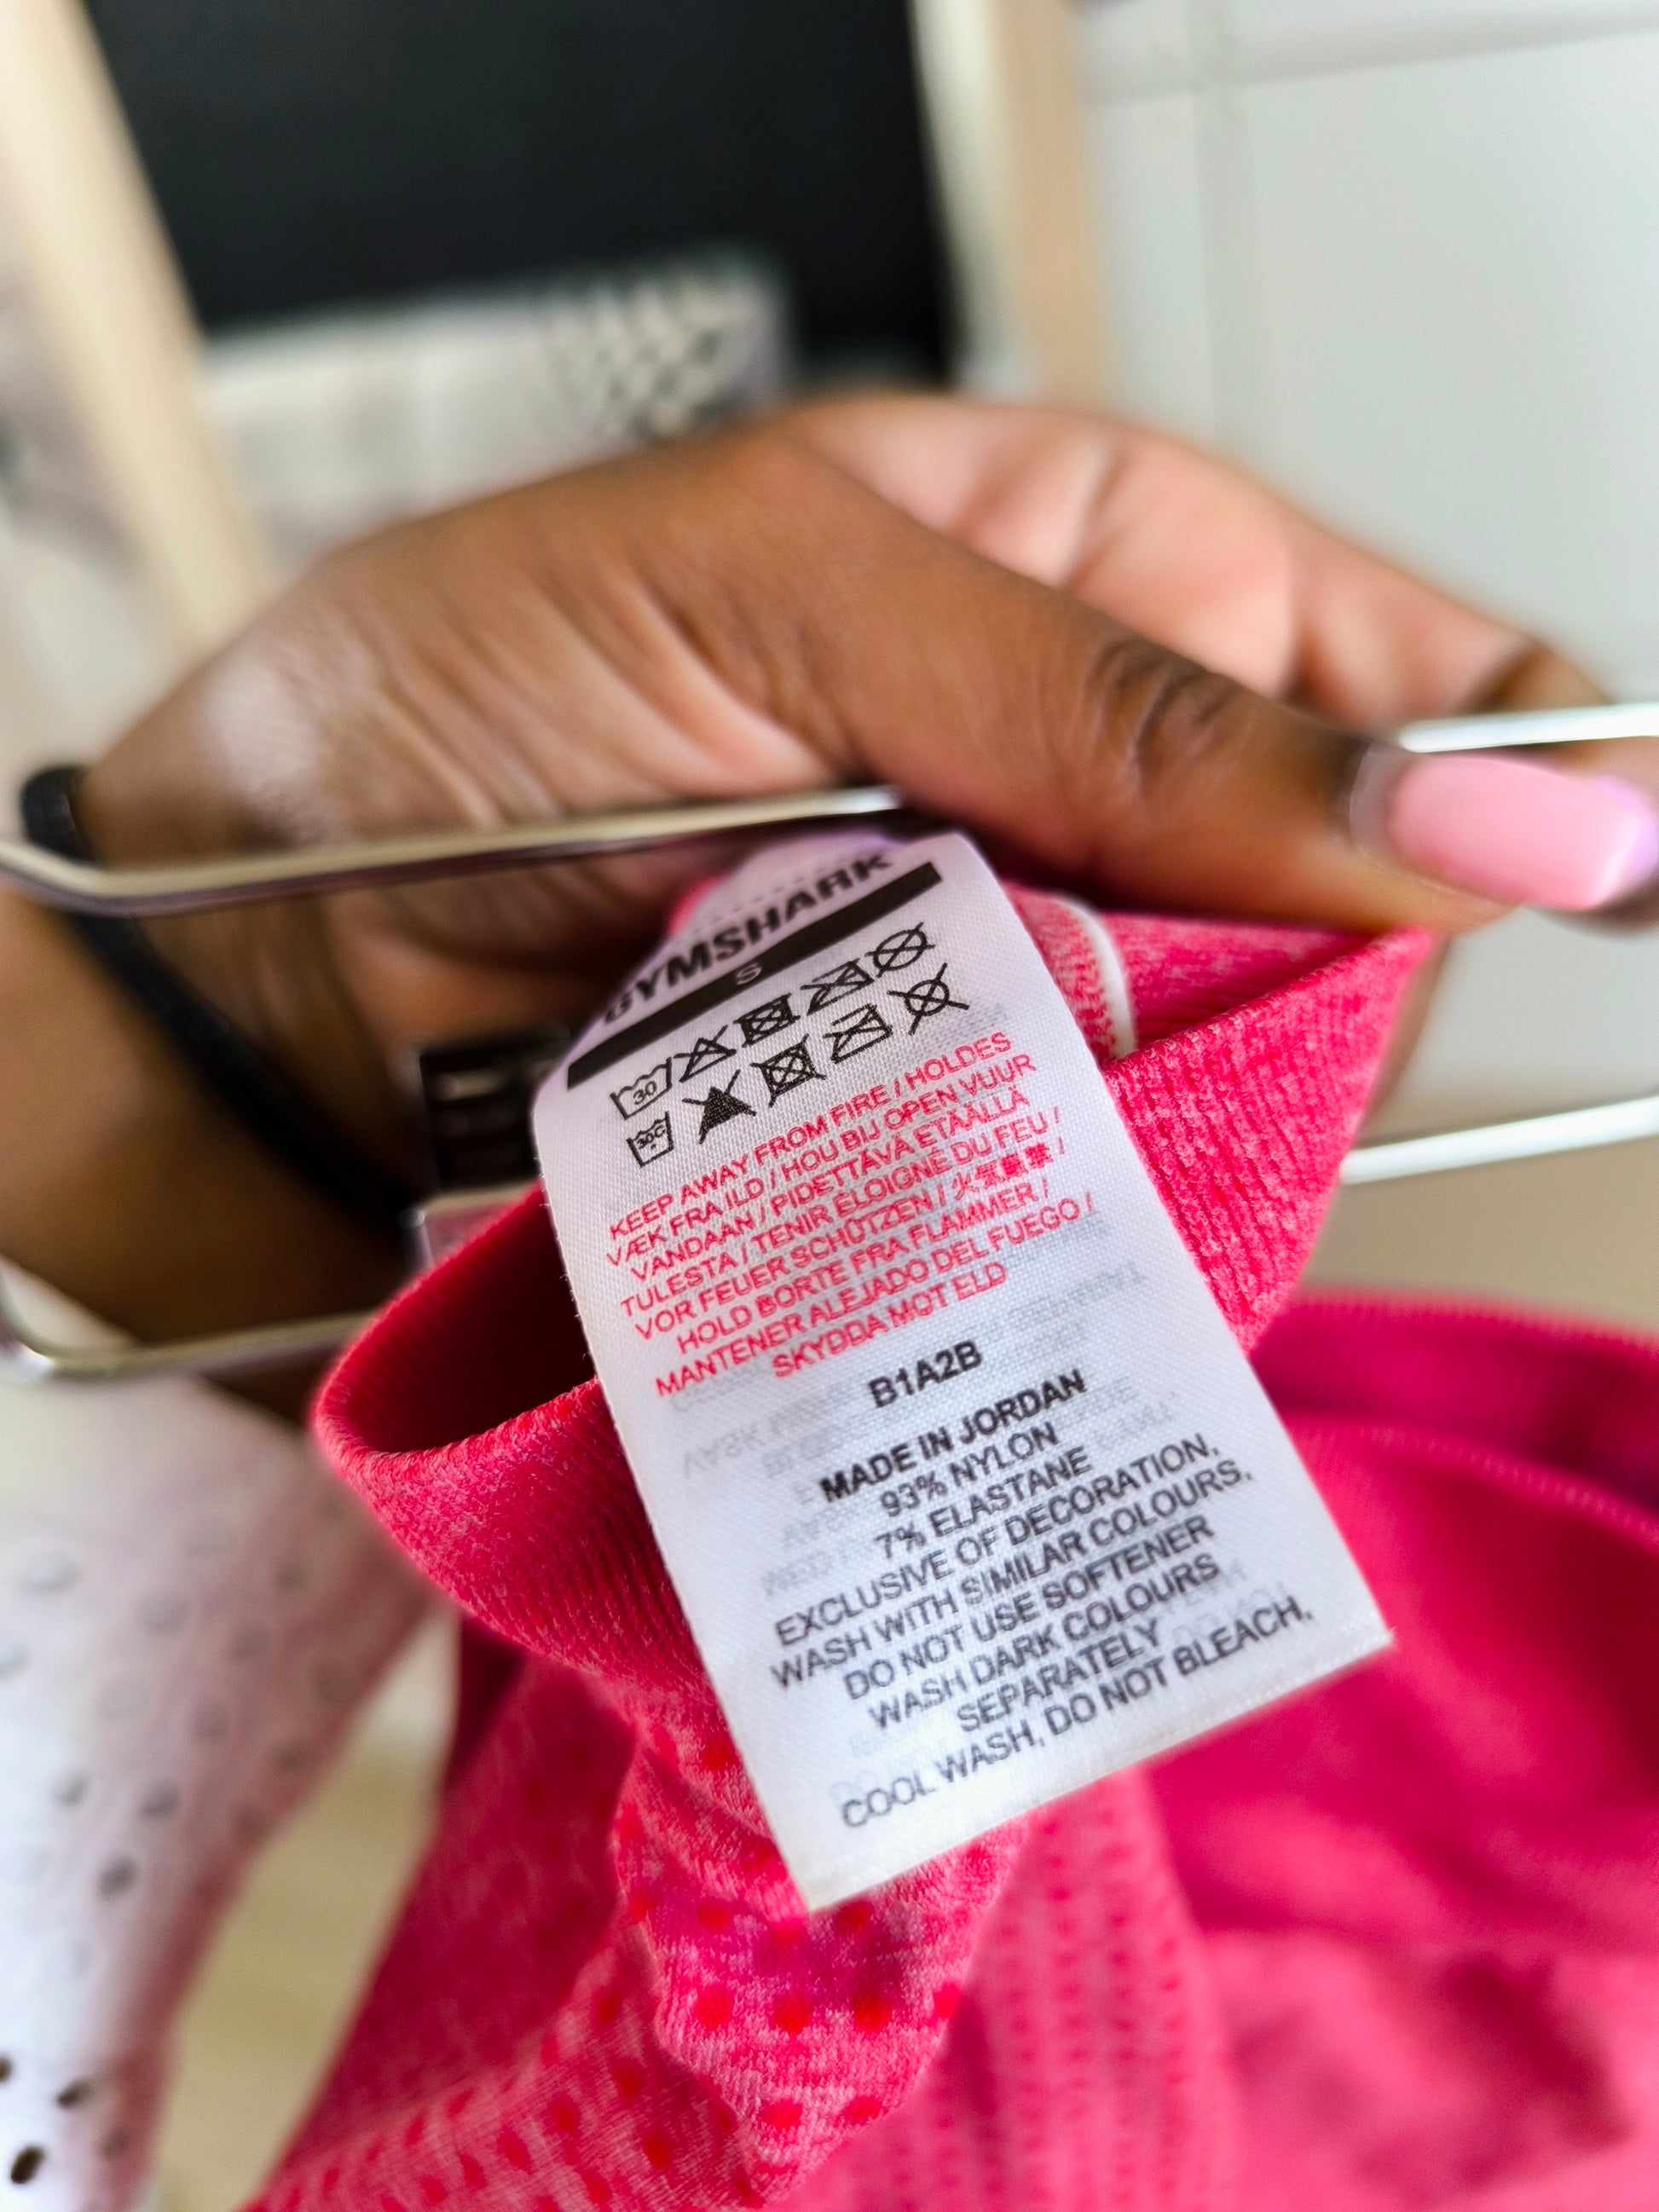 GYMSHARK
S
30
30C
KEEP AWAY FROM FIRE / HOLDES
VÆK FRA ILD / HOU BIJ OPEN VUUR
VANDAAN / PIDETTÄVÄ ETÄÄLLÄ
TULESTA / TENIR ÉLOIGNÉ DU FEU /
VOR FEUER SCHÜTZEN / 火気厳禁 /
HOLD BORTE FRA FLAMMER /
MANTENER ALEJADO DEL FUEGO /
SKYDDA MOT ELD
B1A2B
MADE IN JORDAN
93% NYLON
7% ELASTANE
EXCLUSIVE OF DECORATION,
WASH WITH SIMILAR COLOURS,
DO NOT USE SOFTENER
WASH DARK COLOURS
SEPARATELY
COOL WASH, DO NOT BLEACH,